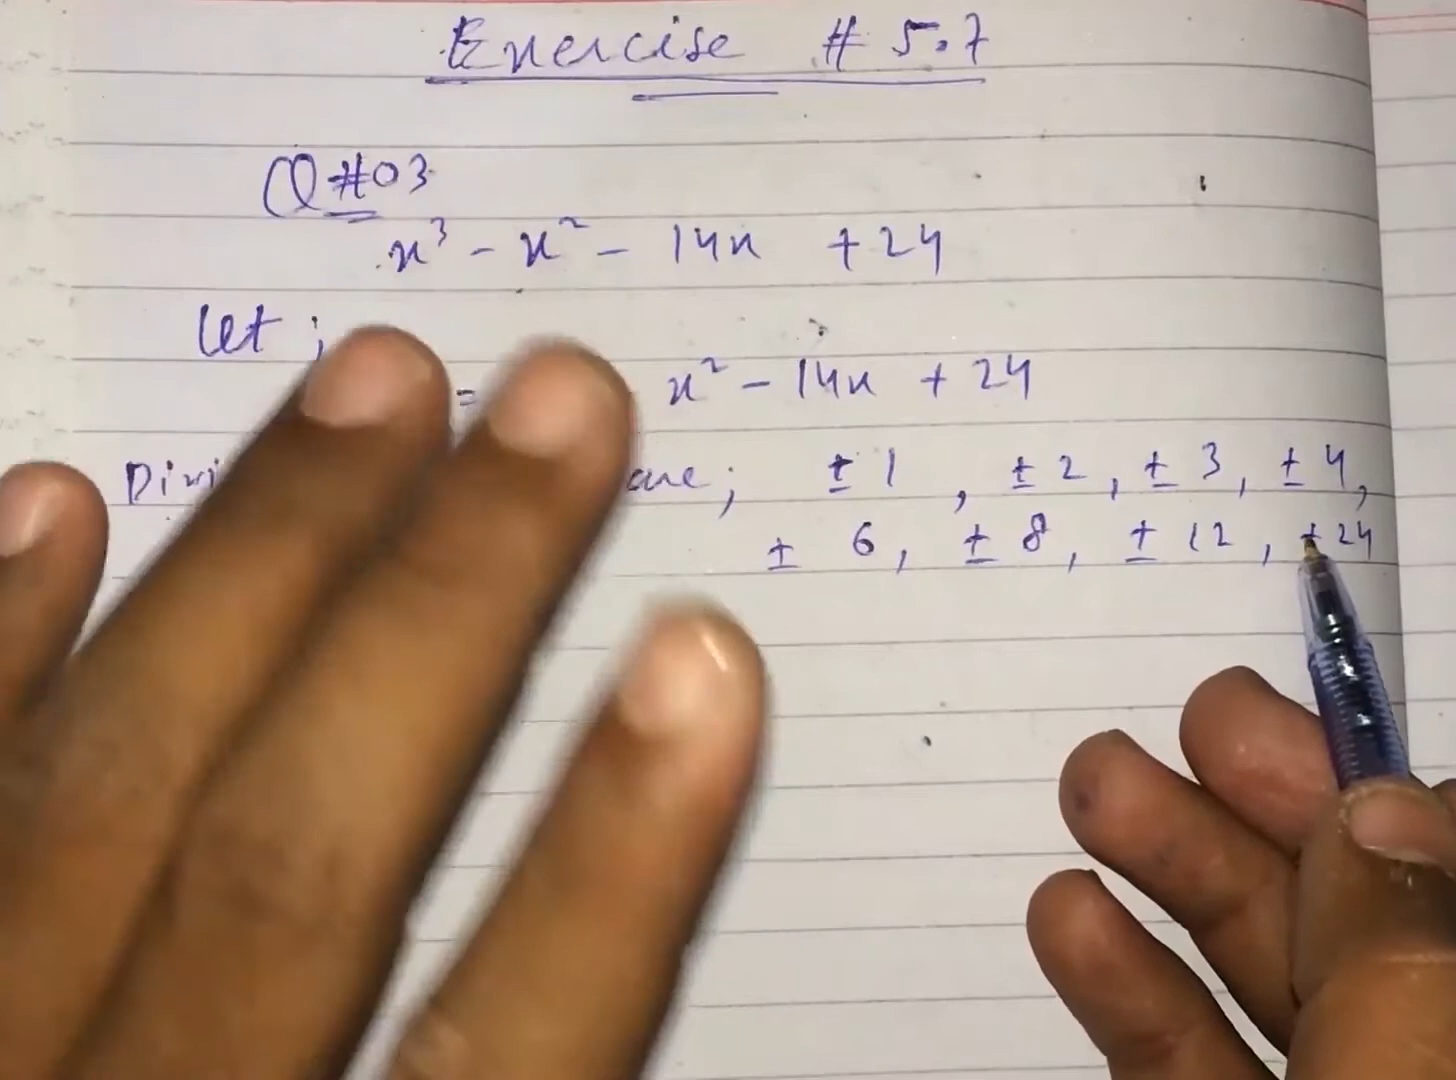 Exercise # 5.7
Q#03
x³ - x² - 14x + 24
let ;
= x² - 14x + 24
are; ± 1 , ± 2 , ± 3 , ± 4 ,
± 6 , ± 8 , ± 12 , ± 24